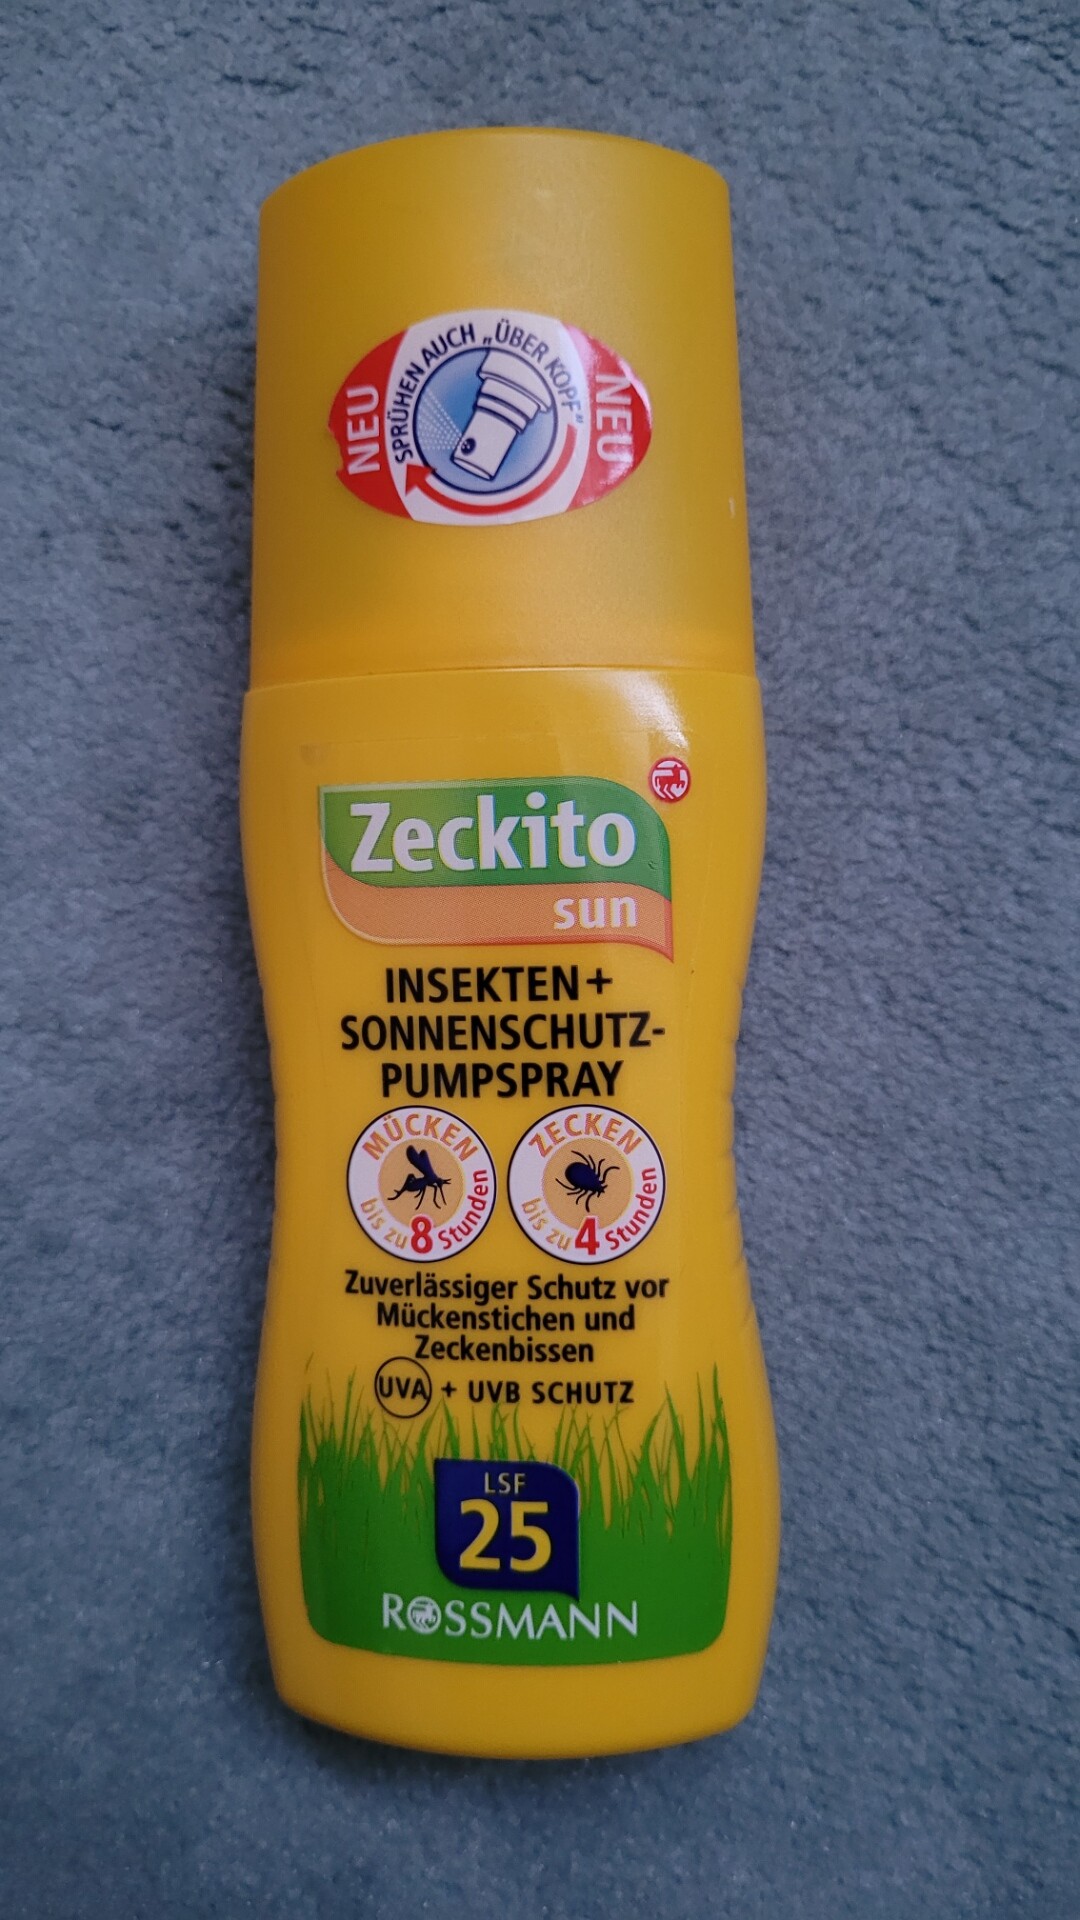 NEU
SPRÜHEN AUCH „ÜBER KOPF"
NEU
Zeckito
sun
INSEKTEN+
SONNENSCHUTZ-
PUMPSPRAY
MÜCKEN
bis zu 8 Stunden
ZECKEN
bis zu 4 Stunden
Zuverlässiger Schutz vor
Mückenstichen und
Zeckenbissen
UVA + UVB SCHUTZ
LSF
25
ROSSMANN